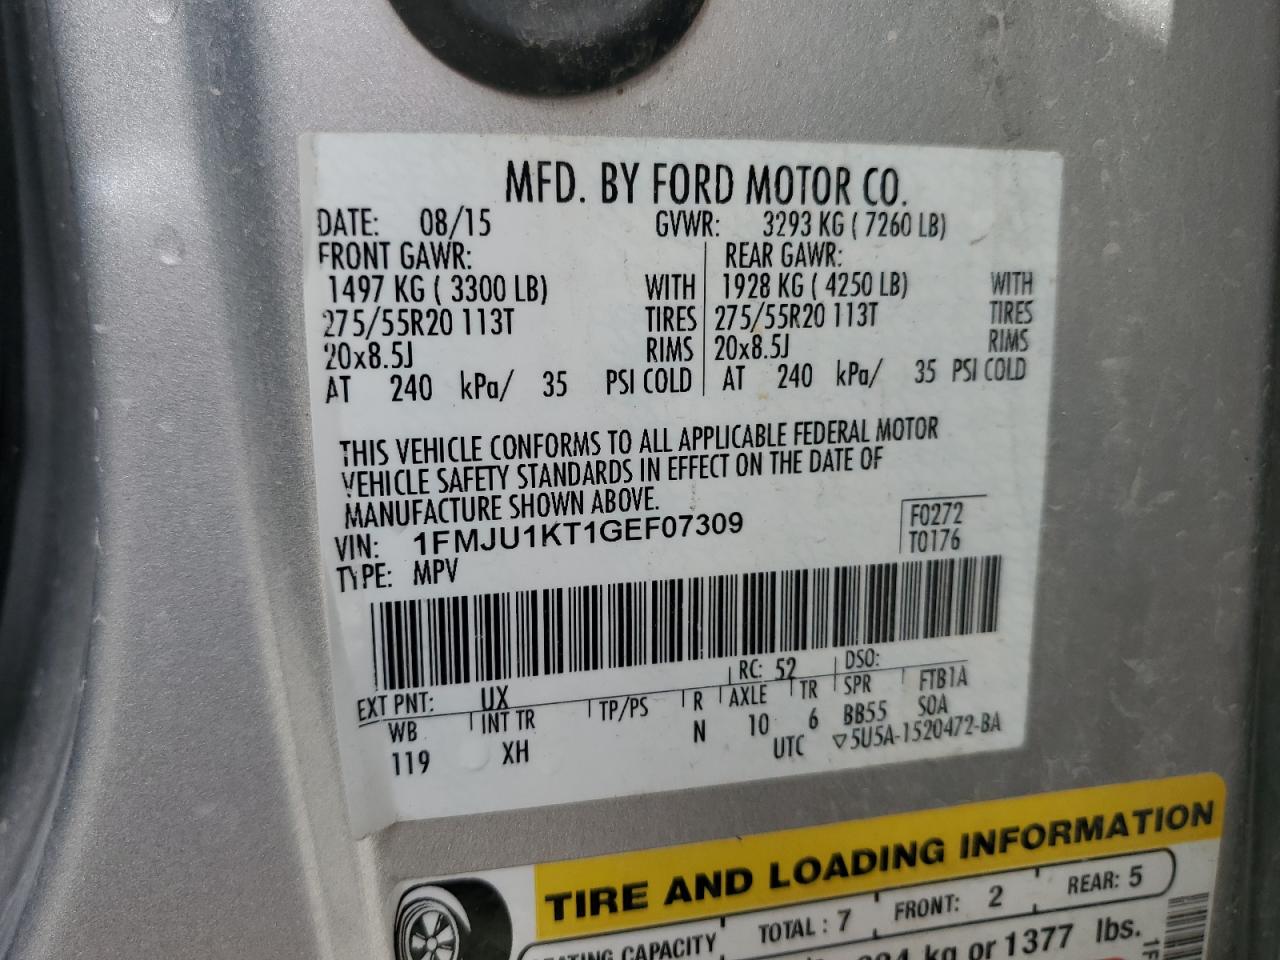 MFD. BY FORD MOTOR CO.
DATE: 08/15 GVWR: 3293 KG ( 7260 LB)
FRONT GAWR: REAR GAWR:
1497 KG ( 3300 LB) WITH 1928 KG ( 4250 LB) WITH
275/55R20 113T TIRES 275/55R20 113T TIRES
20x8.5J RIMS 20x8.5J RIMS
AT 240 kPa/ 35 PSI COLD AT 240 kPa/ 35 PSI COLD
THIS VEHICLE CONFORMS TO ALL APPLICABLE FEDERAL MOTOR
VEHICLE SAFETY STANDARDS IN EFFECT ON THE DATE OF
MANUFACTURE SHOWN ABOVE.
VIN: 1FMJU1KT1GEF07309 F0272
TYPE: MPV T0176
EXT PNT: UX RC: 52 DSO:
WB INT TR TP/PS R AXLE TR SPR FTB1A
119 XH N 10 6 BB55 SOA
UTC ▽5U5A-1520472-BA
TIRE AND LOADING INFORMATION
SEATING CAPACITY TOTAL : 7 FRONT: 2 REAR: 5
kg or 1377 lbs.